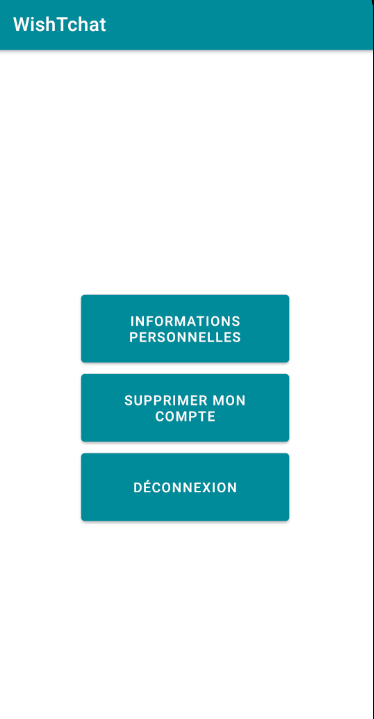 WishTchat
INFORMATIONS
PERSONNELLES
SUPPRIMER MON
COMPTE
DÉCONNEXION